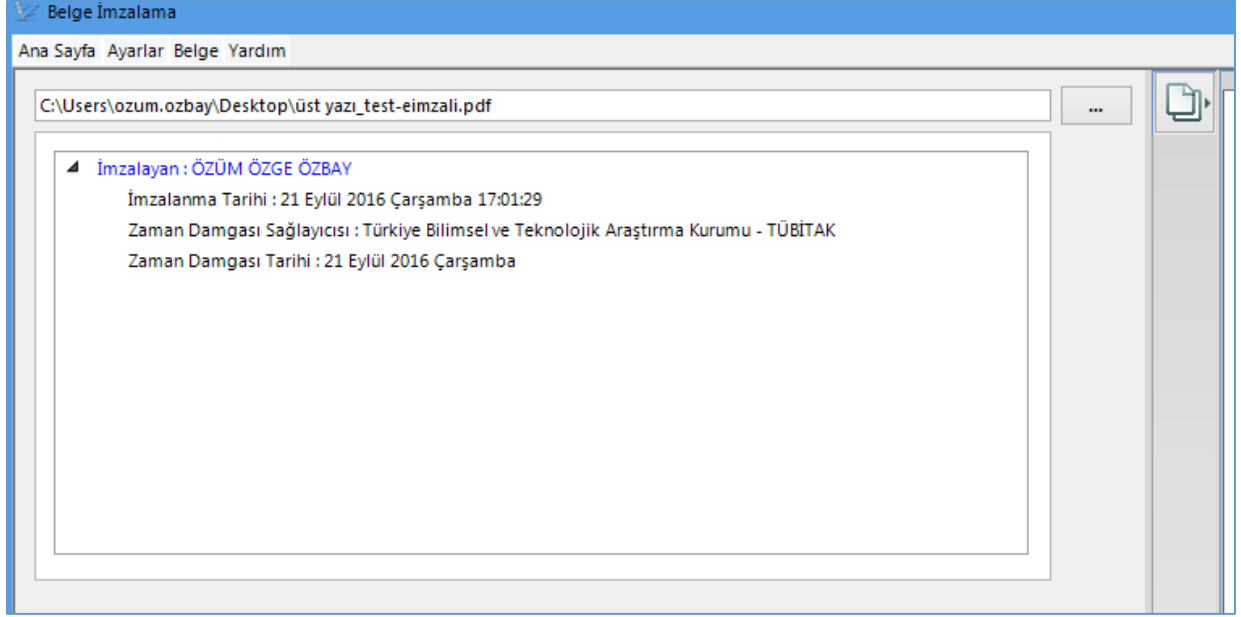 Belge İmzalama
Ana Sayfa Ayarlar Belge Yardım
C:\Users\ozum.ozbay\Desktop\üst yazı_test-eimzali.pdf
...
İmzalayan : ÖZÜM ÖZGE ÖZBAY
İmzalanma Tarihi : 21 Eylül 2016 Çarşamba 17:01:29
Zaman Damgası Sağlayıcısı : Türkiye Bilimsel ve Teknolojik Araştırma Kurumu - TÜBİTAK
Zaman Damgası Tarihi : 21 Eylül 2016 Çarşamba